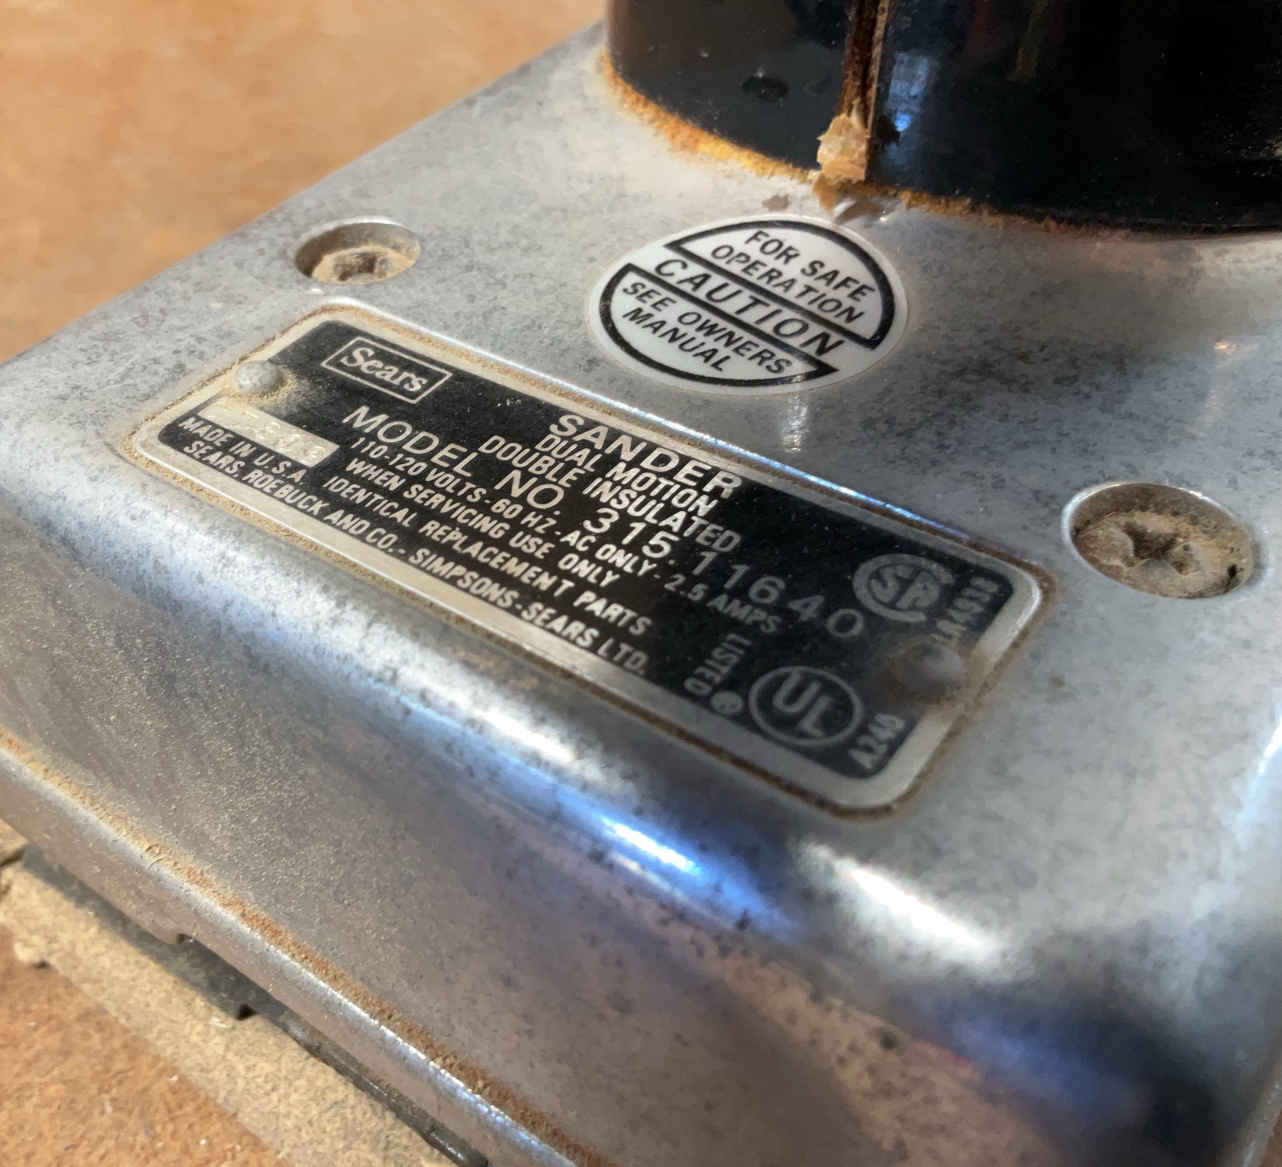 FOR SAFE
OPERATION
CAUTION
SEE OWNERS
MANUAL
Sears
SANDER
DUAL MOTION
DOUBLE INSULATED
MODEL NO. 315.11640
110-120 VOLTS-60 HZ-AC ONLY-2.5 AMPS
WHEN SERVICING USE ONLY
IDENTICAL REPLACEMENT PARTS
MADE IN U.S.A
SEARS, ROEBUCK AND CO.-SIMPSONS-SEARS LTD.
SA
LR4938
LISTED
UL
®
A240